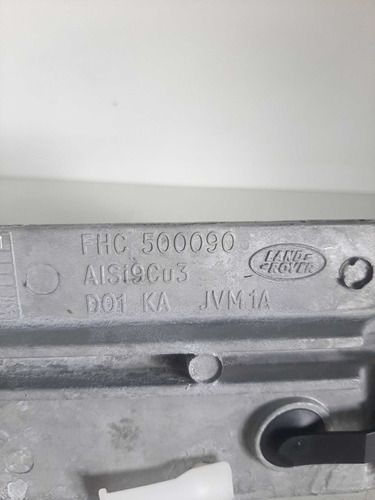 FHC 500090
LAND
ROVER
AlSi9Cu3
D01 KA JVM1A